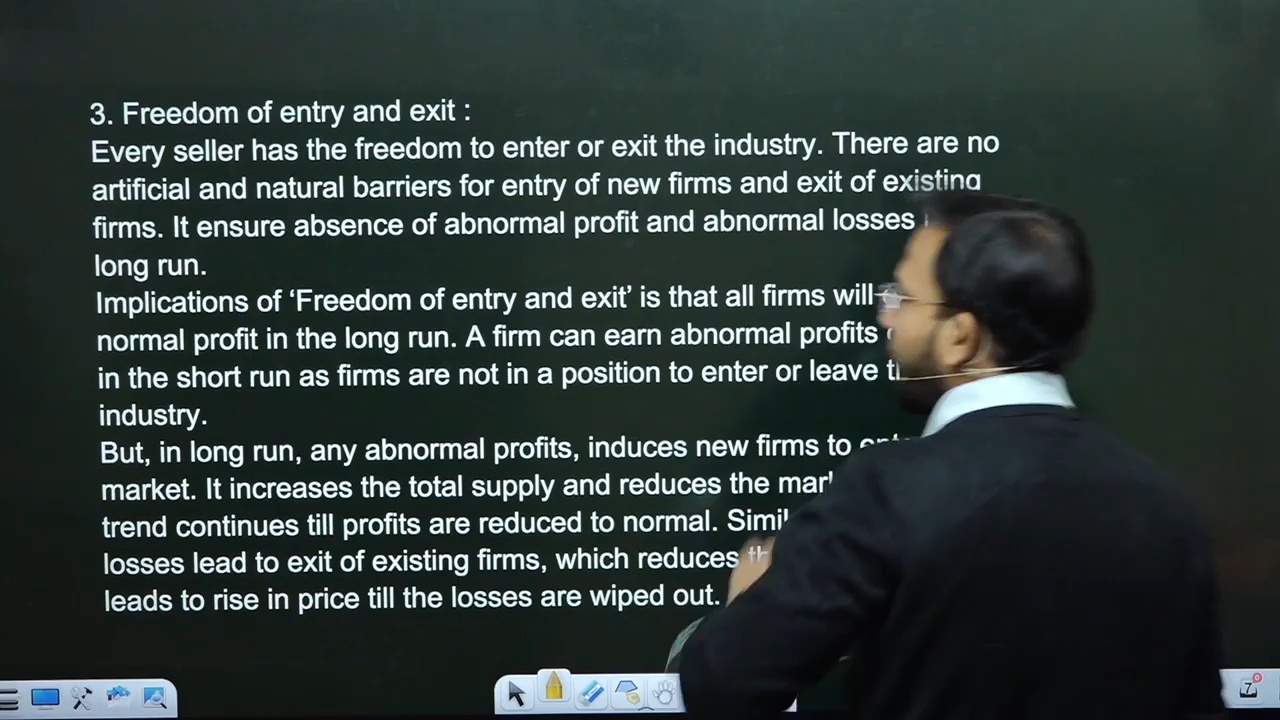 3. Freedom of entry and exit :
Every seller has the freedom to enter or exit the industry. There are no
artificial and natural barriers for entry of new firms and exit of existing
firms. It ensure absence of abnormal profit and abnormal losses
long run.
Implications of ‘Freedom of entry and exit’ is that all firms will
normal profit in the long run. A firm can earn abnormal profits
in the short run as firms are not in a position to enter or leave
industry.
But, in long run, any abnormal profits, induces new firms to
market. It increases the total supply and reduces the
trend continues till profits are reduced to normal.
losses lead to exit of existing firms, which reduces
leads to rise in price till the losses are wiped out.
7